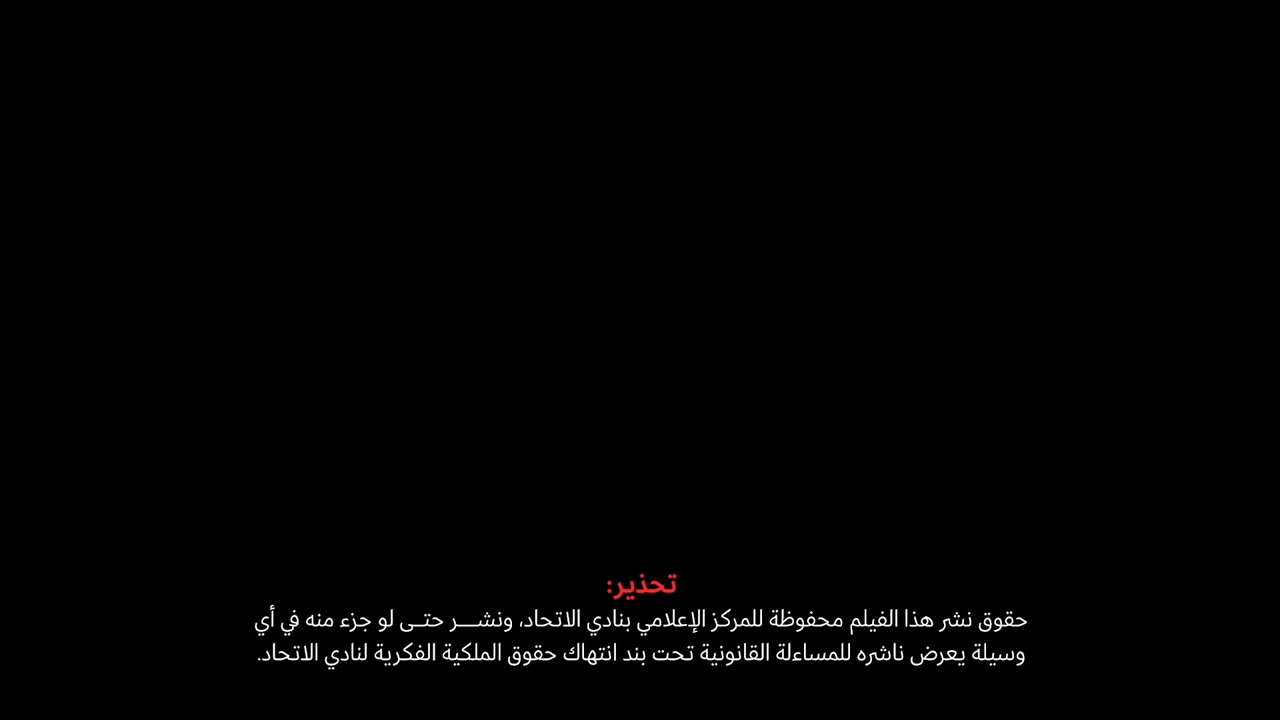 تحذير:
حقوق نشر هذا الفيلم محفوظة للمركز الإعلامي بنادي الاتحاد، ونشـــر حتــى لو جزء منه في أي
وسيلة يعرض ناشره للمساءلة القانونية تحت بند انتهاك حقوق الملكية الفكرية لنادي الاتحاد.